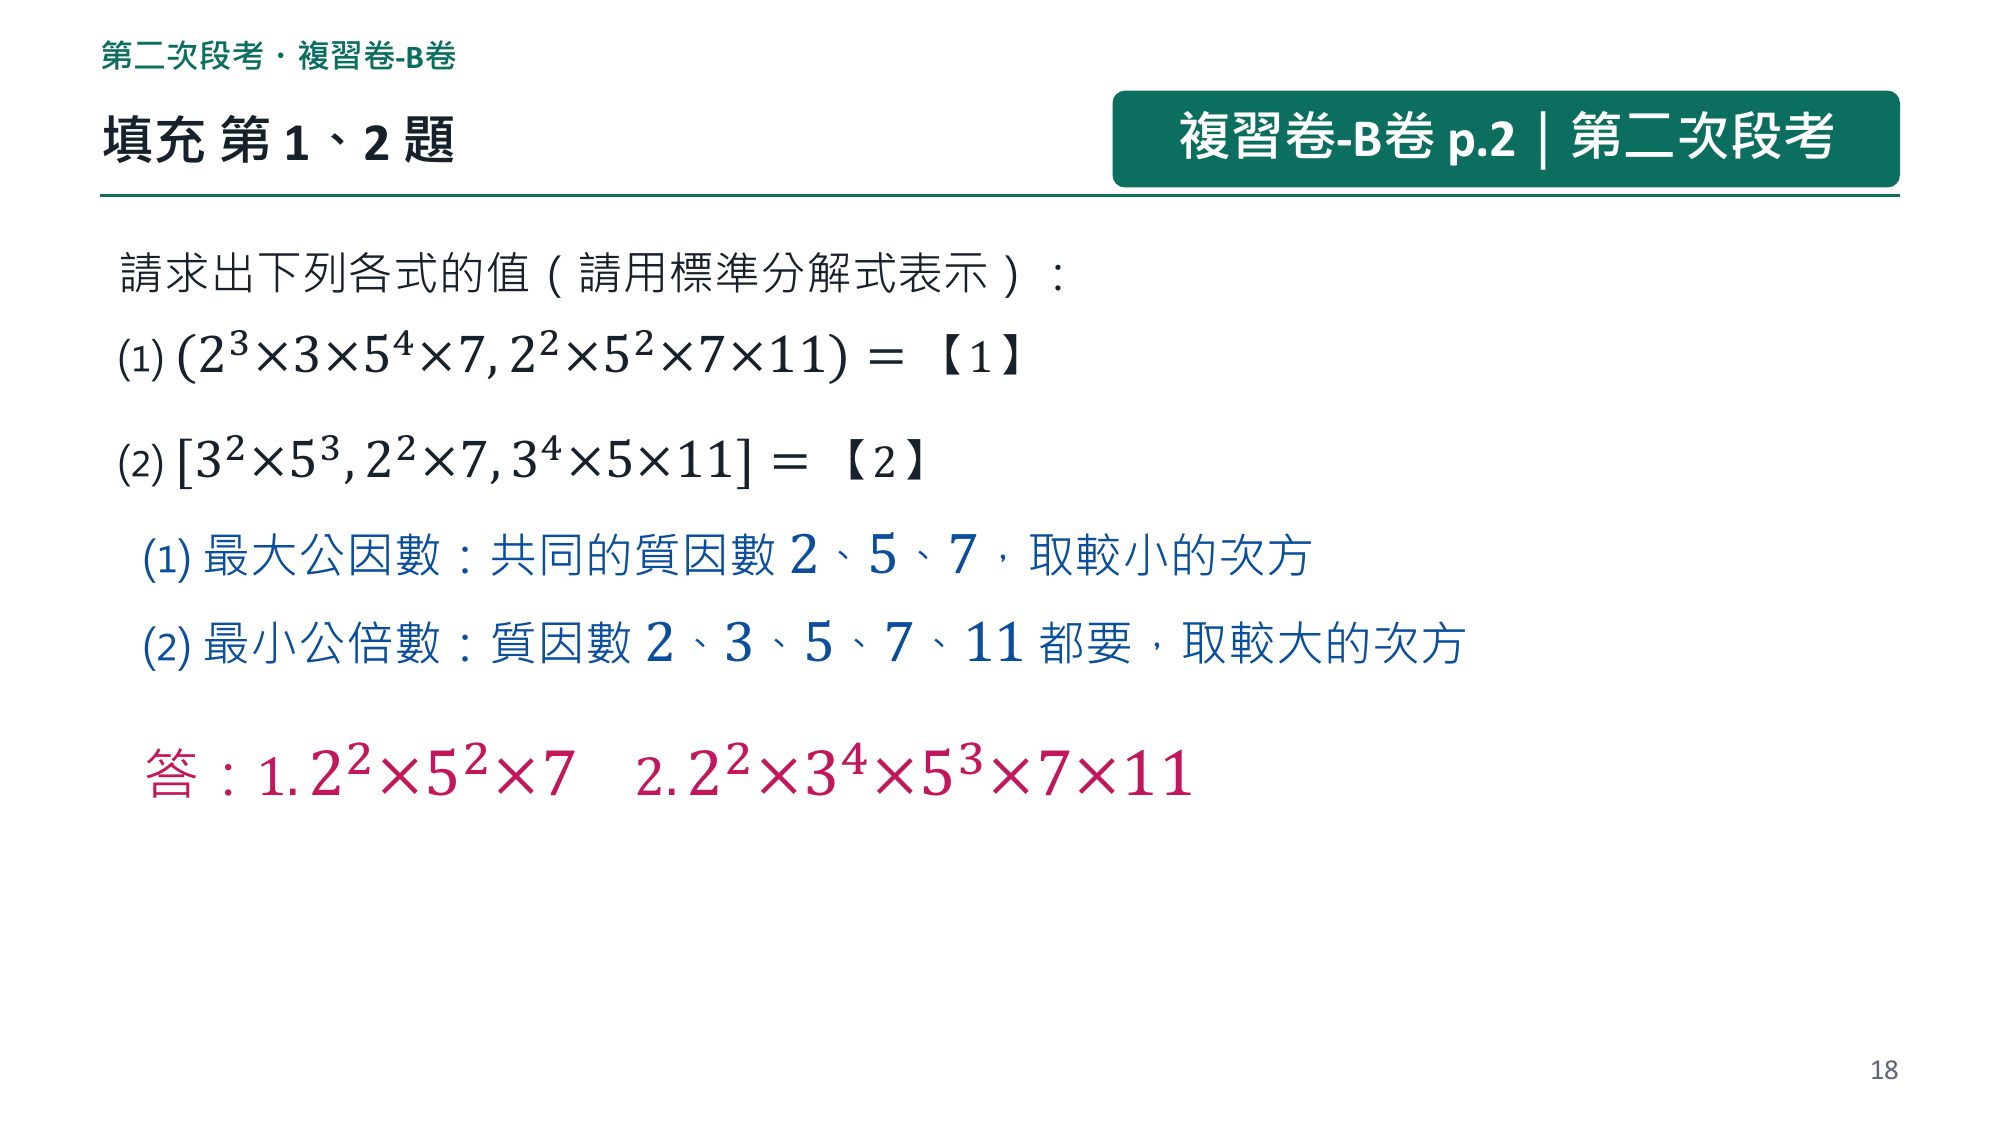 第二次段考・複習卷-B卷
填充 第 1、2 題
複習卷-B卷 p.2｜第二次段考
請求出下列各式的值（請用標準分解式表示）：
(1) (2³×3×5⁴×7, 2²×5²×7×11) = 【1】
(2) [3²×5³, 2²×7, 3⁴×5×11] = 【2】
(1) 最大公因數：共同的質因數 2、5、7，取較小的次方
(2) 最小公倍數：質因數 2、3、5、7、11 都要，取較大的次方
答：1. 2²×5²×7　2. 2²×3⁴×5³×7×11
18